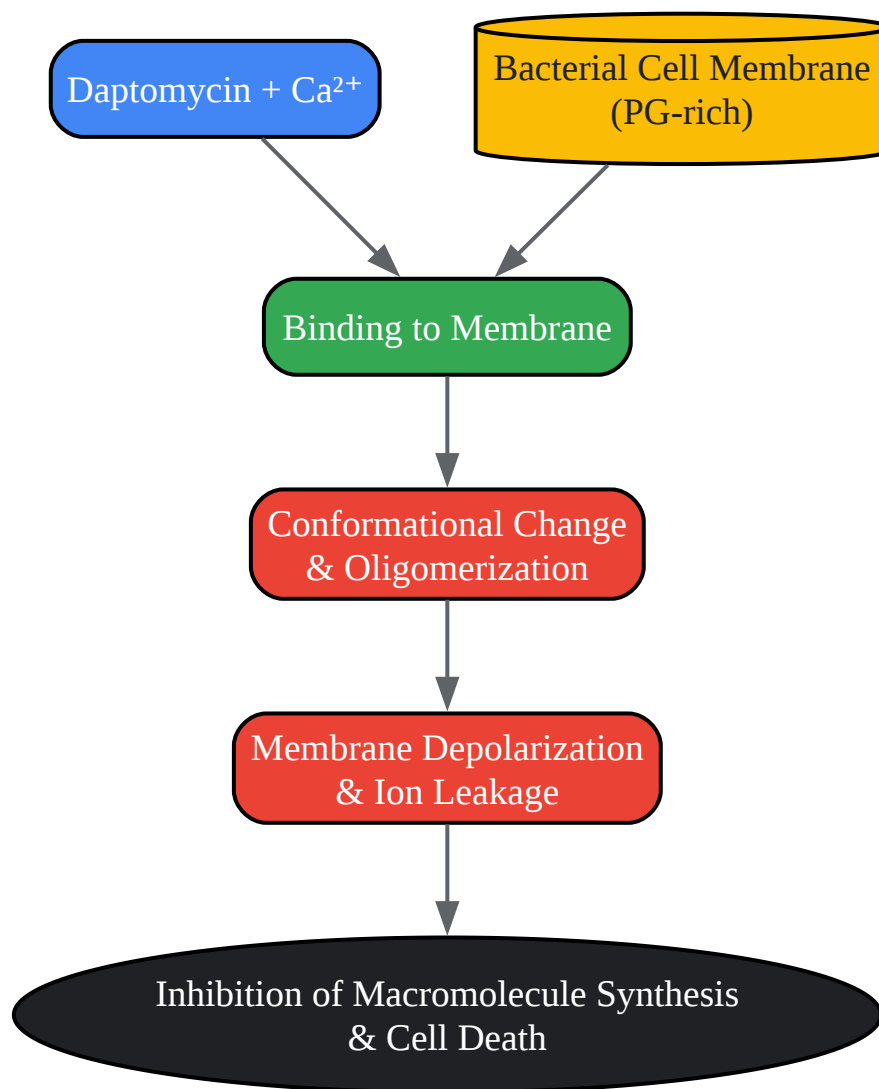 Daptomycin + Ca²⁺
Bacterial Cell Membrane
(PG-rich)
Binding to Membrane
Conformational Change
& Oligomerization
Membrane Depolarization
& Ion Leakage
Inhibition of Macromolecule Synthesis
& Cell Death